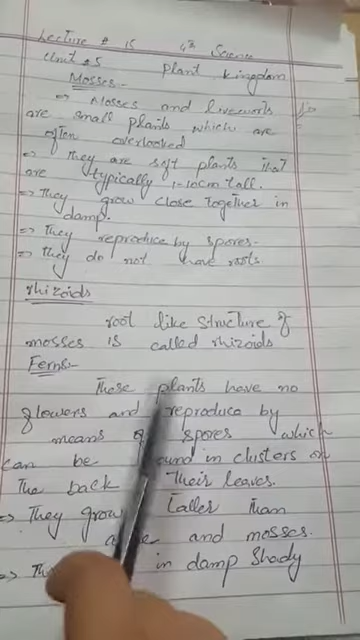 Lecture # 15 4th Science
Unit # 5 Plant kingdom
Mosses:-
⇒ Mosses and liveworts
are small plants which are
often overlooked
⇒ They are soft plants that
are typically 1-10cm tall.
⇒ They grow close together in
damp.
⇒ They reproduce by spores.
⇒ They do not have roots
rhizoids
root like structure of
mosses is called rhizoids
Ferns:-
These plants have no
flowers and reproduce by
means of spores which
can be found in clusters on
The back Their leaves.
⇒ They grow Taller Than
and mosses.
⇒ in damp shady